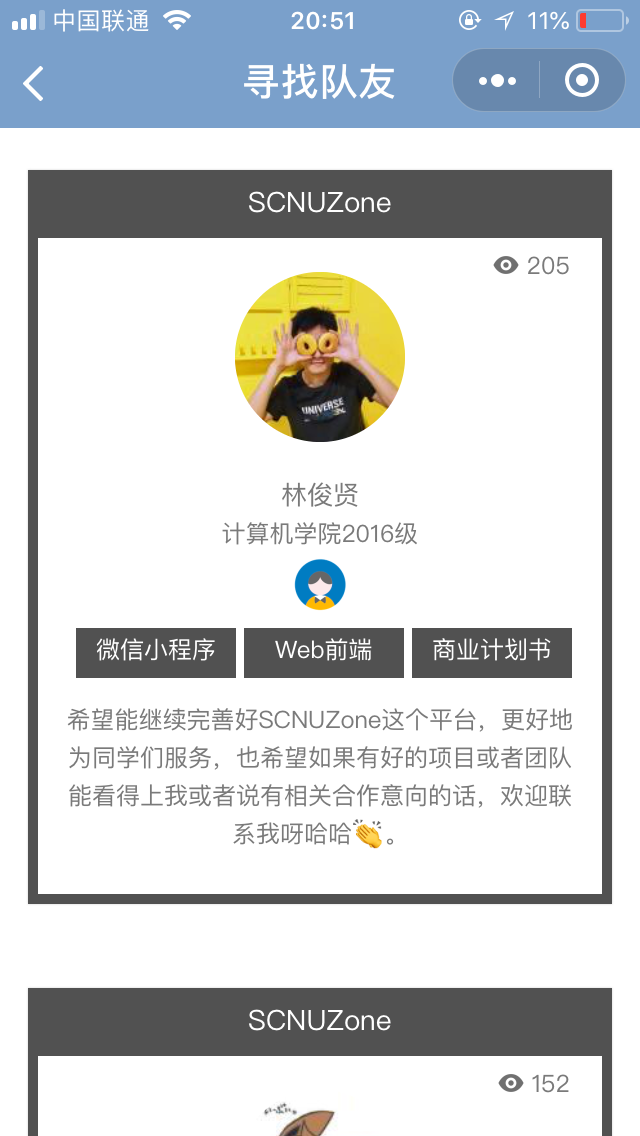 中国联通
20:51
11%
寻找队友
SCNUZone
205
UNIVERSE
林俊贤
计算机学院2016级
微信小程序
Web前端
商业计划书
希望能继续完善好SCNUZone这个平台，更好地
为同学们服务，也希望如果有好的项目或者团队
能看得上我或者说有相关合作意向的话，欢迎联
系我呀哈哈👏。
SCNUZone
152